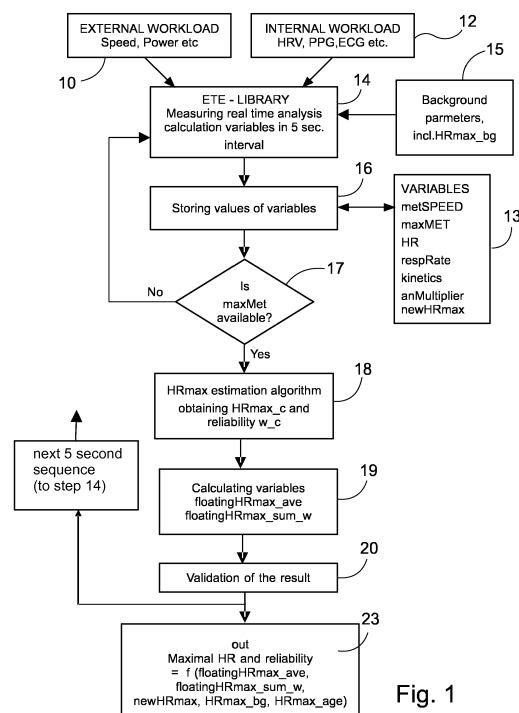 EXTERNAL WORKLOAD
Speed, Power etc
10
INTERNAL WORKLOAD
HRV, PPG,ECG etc.
12
15
14
ETE - LIBRARY
Measuring real time analysis
calculation variables in 5 sec.
interval
Background
parmeters,
incl.HRmax_bg
16
Storing values of variables
VARIABLES
metSPEED
maxMET
HR
respRate
kinetics
anMultiplier
newHRmax
13
17
Is
maxMet
available?
No
Yes
18
HRmax estimation algorithm
obtaining HRmax_c and
reliability w_c
next 5 second
sequence
(to step 14)
19
Calculating variables
floatingHRmax_ave
floatingHRmax_sum_w
20
Validation of the result
23
out
Maximal HR and reliability
= f (floatingHRmax_ave,
floatingHRmax_sum_w,
newHRmax, HRmax_bg, HRmax_age)
Fig. 1